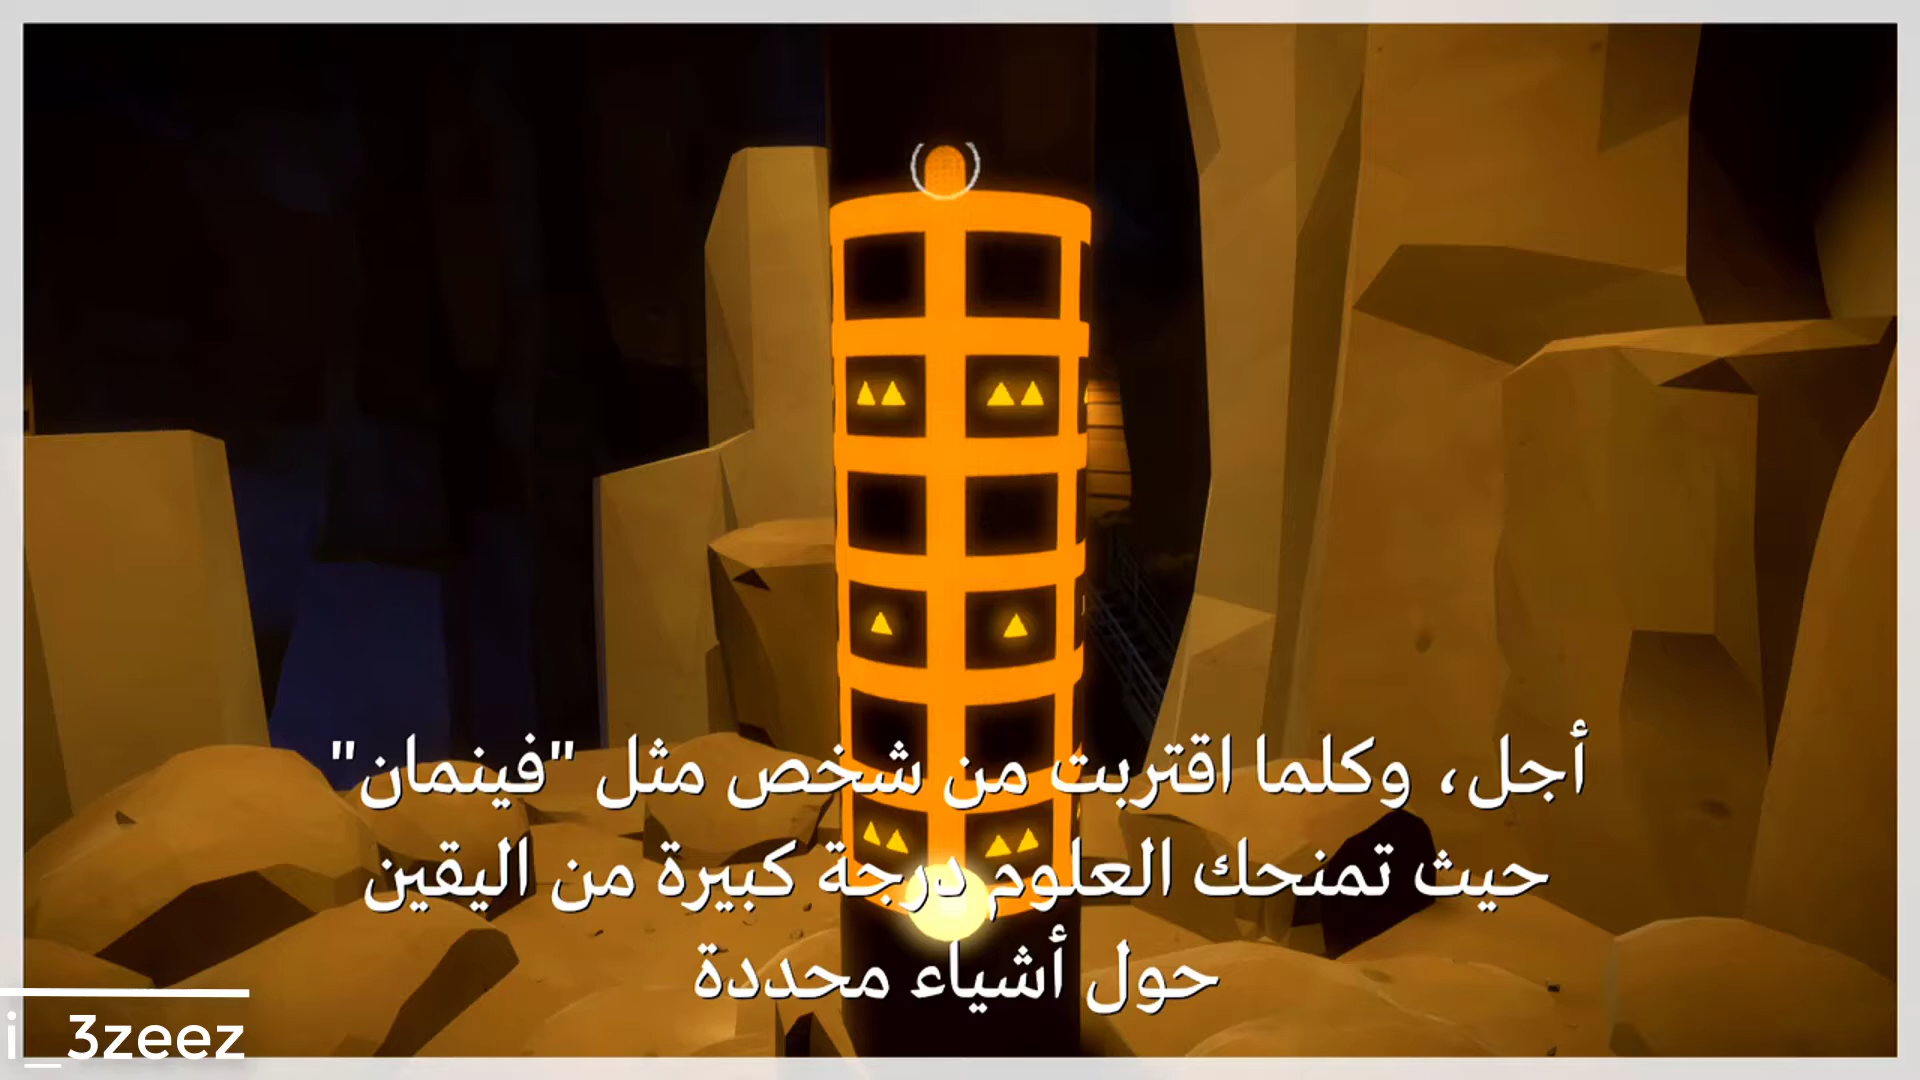 أجل، وكلما اقتربت من شخص مثل "فينمان"
حيث تمنحك العلوم درجة كبيرة من اليقين
حول أشياء محددة
i_3zeez